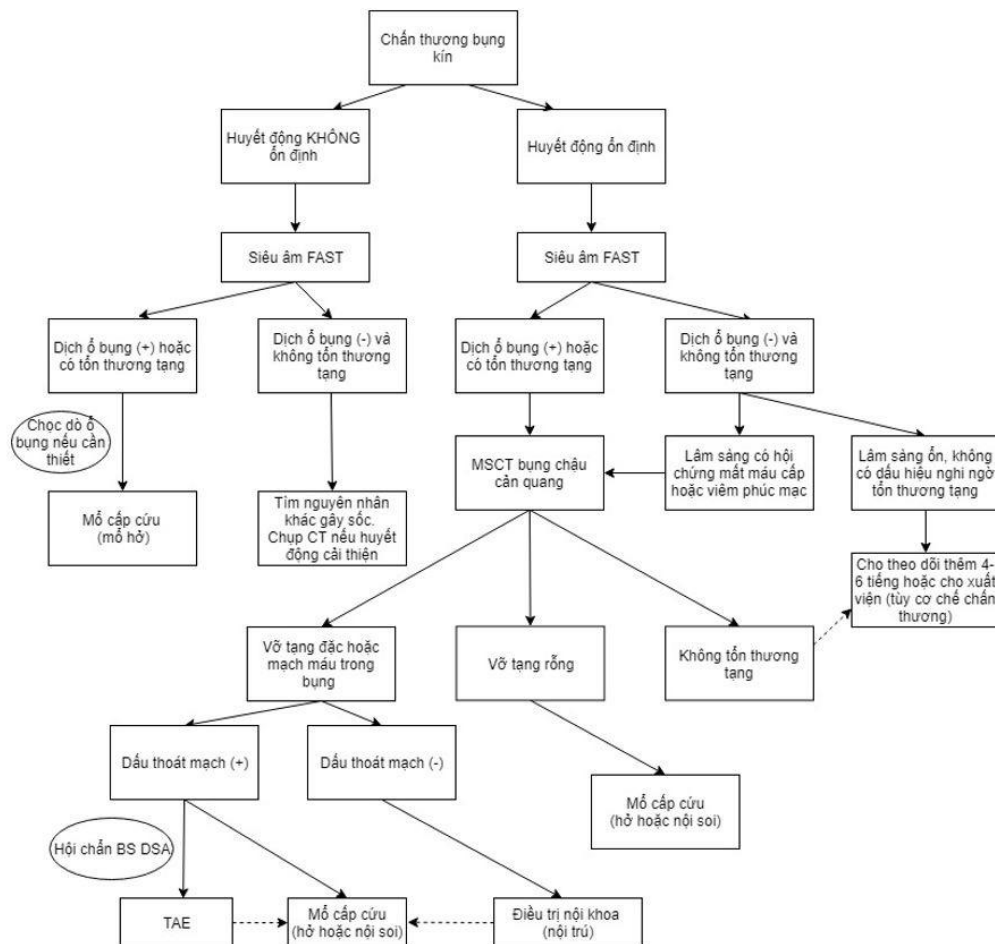 Chấn thương bụng
kín
Huyết động KHÔNG
ổn định
Huyết động ổn định
Siêu âm FAST
Siêu âm FAST
Dịch ổ bụng (+) hoặc
có tổn thương tạng
Dịch ổ bụng (-) và
không tổn thương
tạng
Dịch ổ bụng (+) hoặc
có tổn thương tạng
Dịch ổ bụng (-) và
không tổn thương
tạng
Chọc dò ổ
bụng nếu cần
thiết
MSCT bụng chậu
cản quang
Lâm sàng có hội
chứng mất máu cấp
hoặc viêm phúc mạc
Lâm sàng ổn, không
có dấu hiệu nghi ngờ
tổn thương tạng
Mổ cấp cứu
(mổ hở)
Tìm nguyên nhân
khác gây sốc.
Chụp CT nếu huyết
động cải thiện
Cho theo dõi thêm 4-
6 tiếng hoặc cho xuất
viện (tùy cơ chế chấn
thương)
Vỡ tạng đặc hoặc
mạch máu trong
bụng
Vỡ tạng rỗng
Không tổn thương
tạng
Dấu thoát mạch (+)
Dấu thoát mạch (-)
Mổ cấp cứu
(hở hoặc nội soi)
Hội chẩn BS DSA
TAE
Mổ cấp cứu
(hở hoặc nội soi)
Điều trị nội khoa
(nội trú)